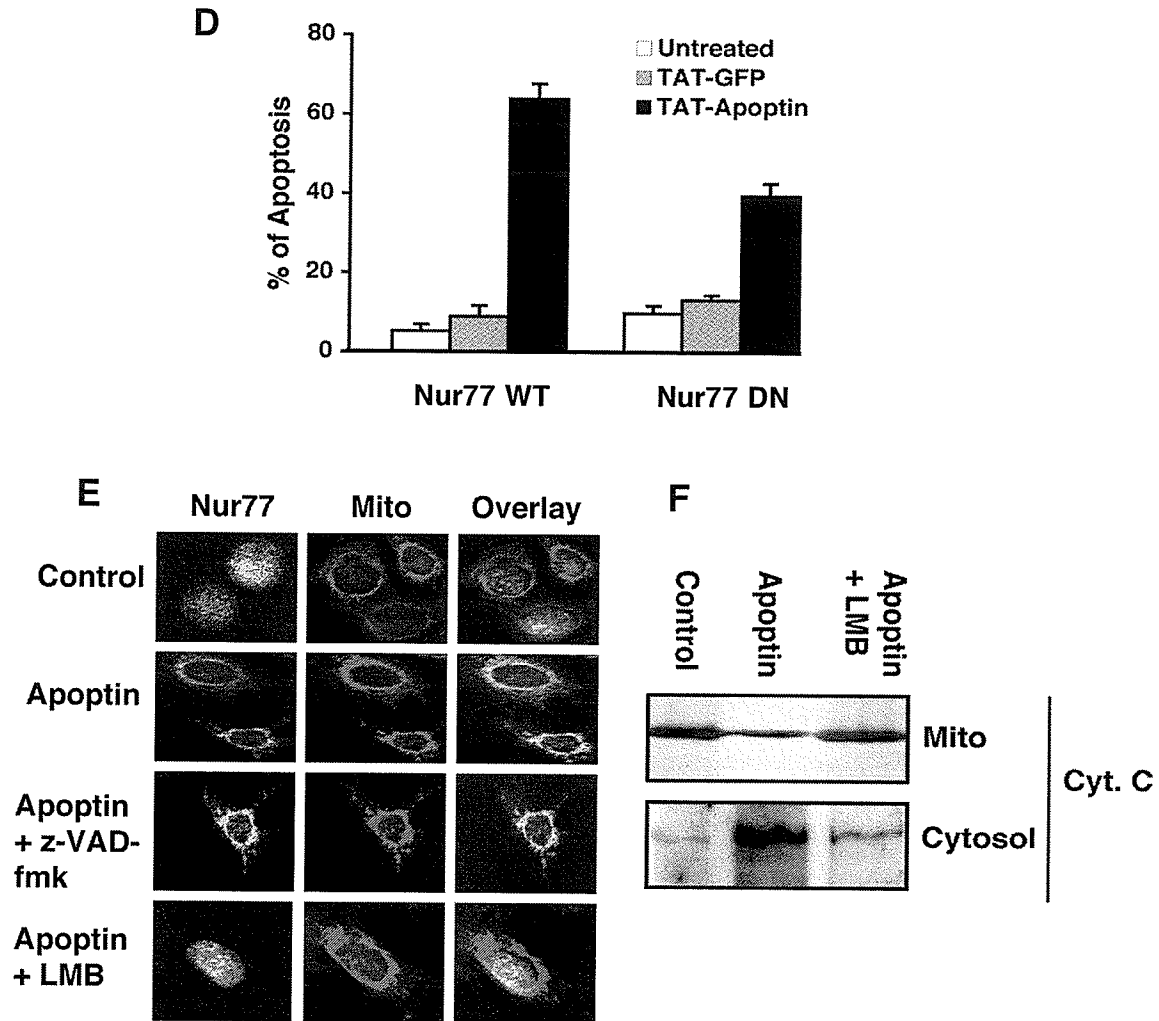 D
80
60
40
20
0
% of Apoptosis
Untreated
TAT-GFP
TAT-Apoptin
Nur77 WT
Nur77 DN
E
Nur77
Mito
Overlay
Control
Apoptin
Apoptin
+ z-VAD-
fmk
Apoptin
+ LMB
F
Control
Apoptin
Apoptin
+ LMB
Mito
Cytosol
Cyt. C